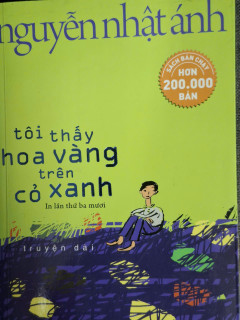 nguyễn nhật ánh
SÁCH BÁN CHẠY
HƠN
200.000
BẢN
tôi thấy
hoa vàng
trên
cỏ xanh
In lần thứ ba mươi
truyện dài